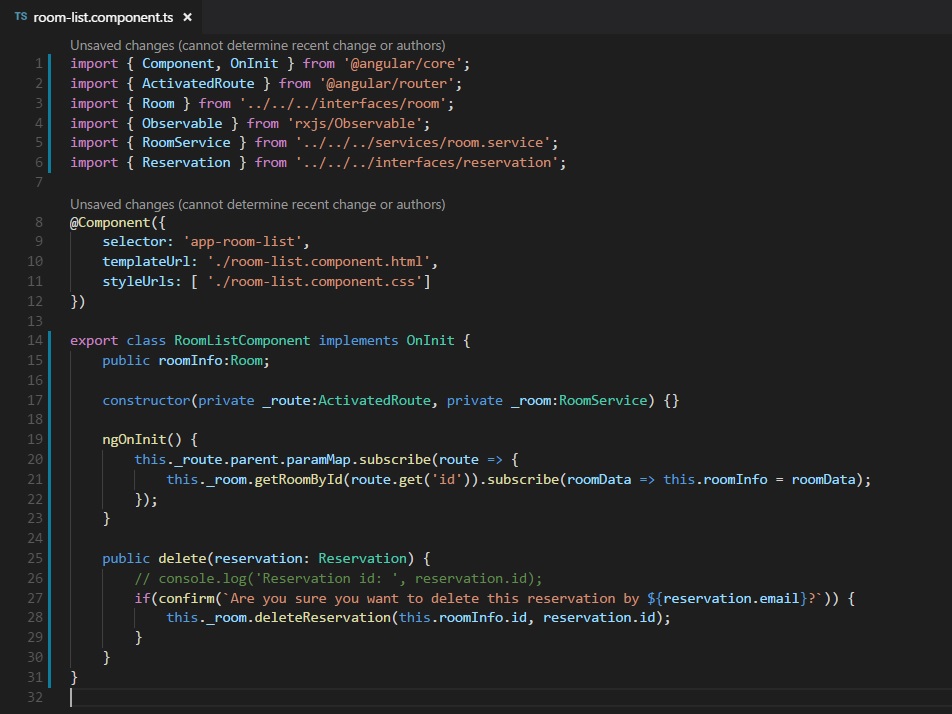 TS room-list.component.ts ×
Unsaved changes (cannot determine recent change or authors)
1 import { Component, OnInit } from '@angular/core';
2 import { ActivatedRoute } from '@angular/router';
3 import { Room } from '../../../interfaces/room';
4 import { Observable } from 'rxjs/Observable';
5 import { RoomService } from '../../../services/room.service';
6 import { Reservation } from '../../../interfaces/reservation';
7
Unsaved changes (cannot determine recent change or authors)
8 @Component({
9     selector: 'app-room-list',
10     templateUrl: './room-list.component.html',
11     styleUrls: [ './room-list.component.css']
12 })
13
14 export class RoomListComponent implements OnInit {
15     public roomInfo:Room;
16
17     constructor(private _route:ActivatedRoute, private _room:RoomService) {}
18
19     ngOnInit() {
20         this._route.parent.paramMap.subscribe(route => {
21             this._room.getRoomById(route.get('id')).subscribe(roomData => this.roomInfo = roomData);
22         });
23     }
24
25     public delete(reservation: Reservation) {
26         // console.log('Reservation id: ', reservation.id);
27         if(confirm(`Are you sure you want to delete this reservation by ${reservation.email}?`)) {
28             this._room.deleteReservation(this.roomInfo.id, reservation.id);
29         }
30     }
31 }
32